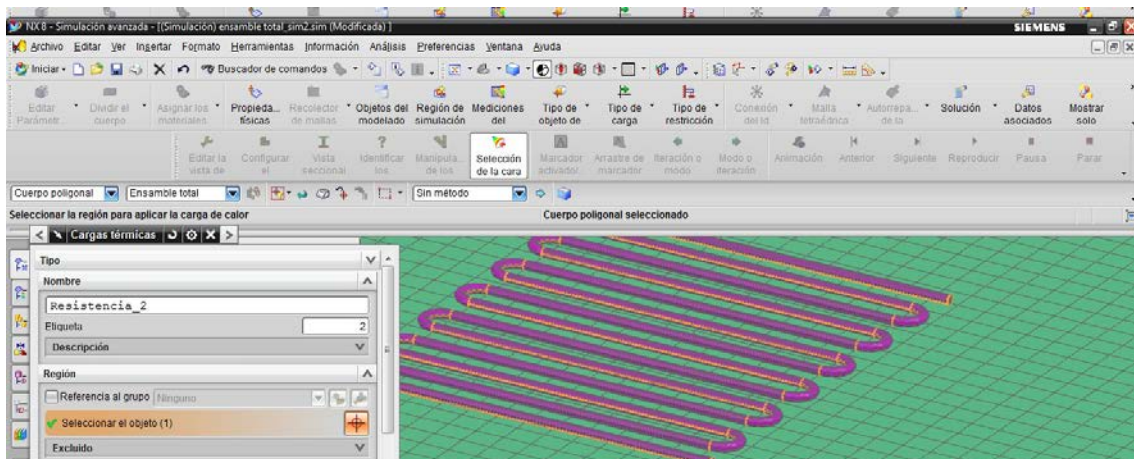 NX 8 - Simulación avanzada - [(Simulación) ensamble total_sim2.sim (Modificada) ]
SIEMENS
Archivo Editar Ver Insertar Formato Herramientas Información Análisis Preferencias Ventana Ayuda
Iniciar Buscador de comandos
Editar Dividir el Asignar los Propieda... Recolector Objetos del Región de Mediciones Tipo de Tipo de Tipo de Conexión Malla Autorrepa... Solución Datos Mostrar
Parámetr... cuerpo materiales físicas de mallas modelado simulación del objeto de carga restricción del tetraédrica de la asociados solo
Editar la Configurar Vista Identificar Manipula... Selección Marcador Arrastre de Iteración o Modo o Animación Anterior Siguiente Reproducir Pausa Parar
vista de el seccional los de los de la cara activador marcador modo iteración
Cuerpo poligonal Ensamble total Sin método
Seleccionar la región para aplicar la carga de calor Cuerpo poligonal seleccionado
Cargas térmicas
Tipo
Nombre
Resistencia_2
Etiqueta 2
Descripción
Región
Referencia al grupo Ninguno
Seleccionar el objeto (1)
Excluido